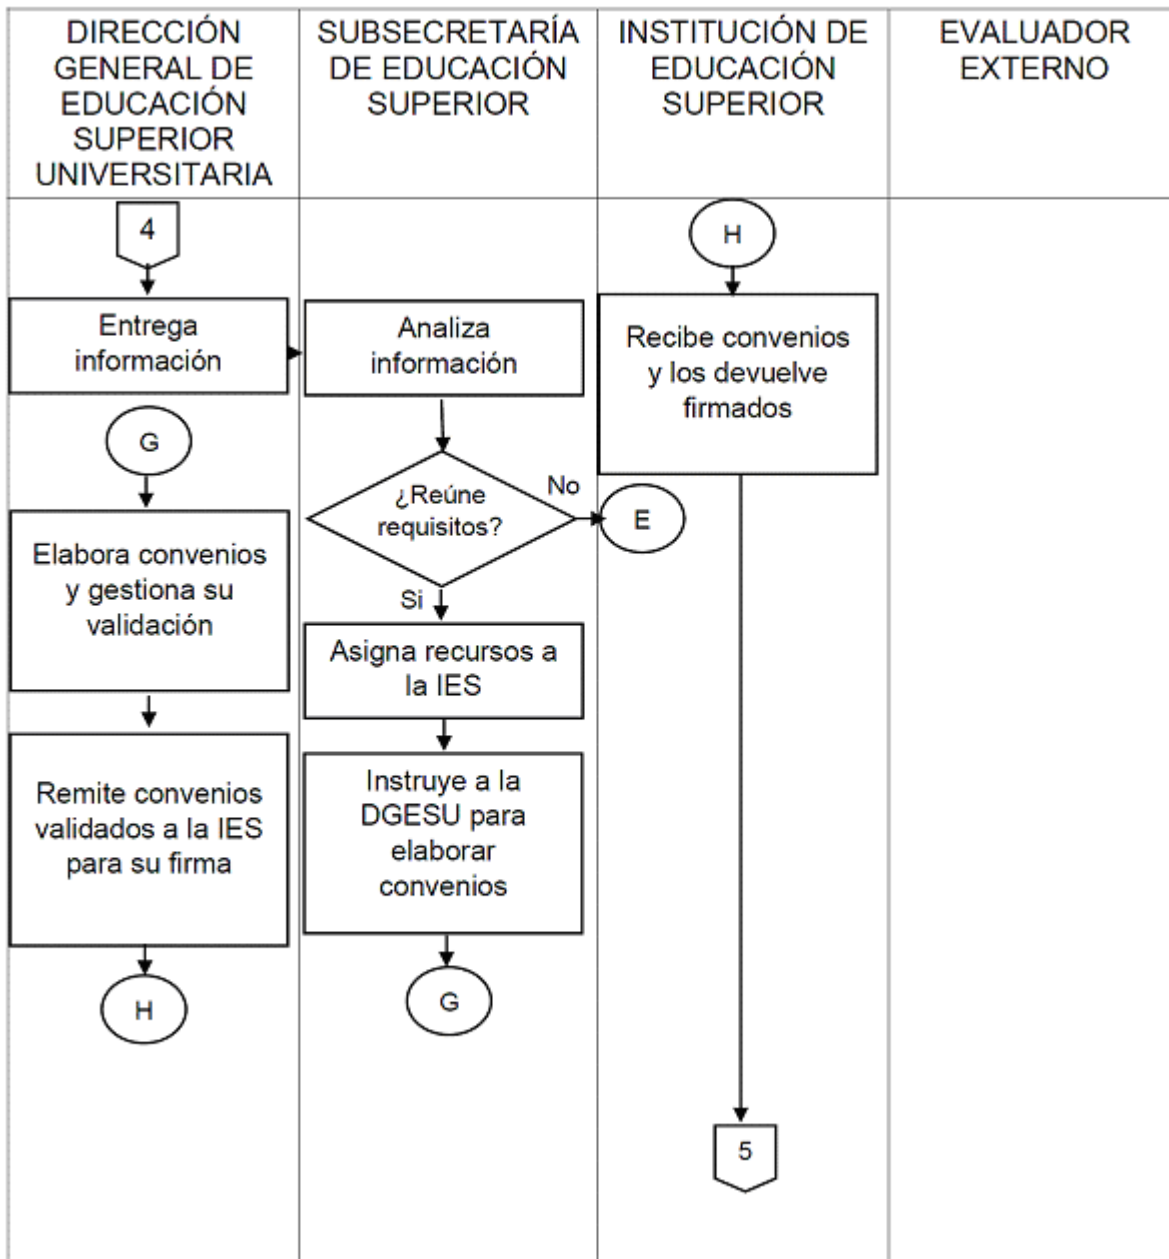 DIRECCIÓN
GENERAL DE
EDUCACIÓN
SUPERIOR
UNIVERSITARIA
SUBSECRETARÍA
DE EDUCACIÓN
SUPERIOR
INSTITUCIÓN DE
EDUCACIÓN
SUPERIOR
EVALUADOR
EXTERNO
4
Entrega
información
G
Elabora convenios
y gestiona su
validación
Remite convenios
validados a la IES
para su firma
H
Analiza
información
¿Reúne
requisitos?
No
E
Si
Asigna recursos a
la IES
Instruye a la
DGESU para
elaborar
convenios
G
H
Recibe convenios
y los devuelve
firmados
5